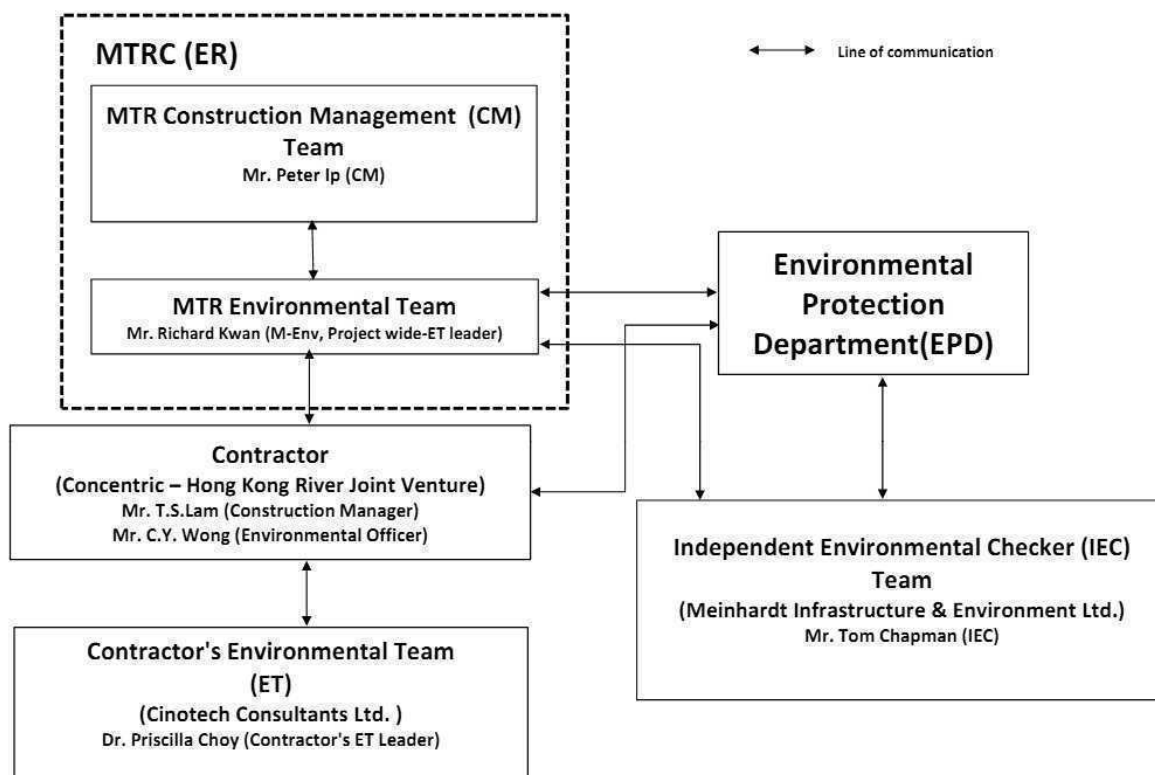 MTRC (ER)
Line of communication
MTR Construction Management (CM)
Team
Mr. Peter Ip (CM)
MTR Environmental Team
Mr. Richard Kwan (M-Env, Project wide-ET leader)
Environmental
Protection
Department(EPD)
Contractor
(Concentric – Hong Kong River Joint Venture)
Mr. T.S.Lam (Construction Manager)
Mr. C.Y. Wong (Environmental Officer)
Independent Environmental Checker (IEC)
Team
(Meinhardt Infrastructure & Environment Ltd.)
Mr. Tom Chapman (IEC)
Contractor's Environmental Team
(ET)
(Cinotech Consultants Ltd. )
Dr. Priscilla Choy (Contractor's ET Leader)